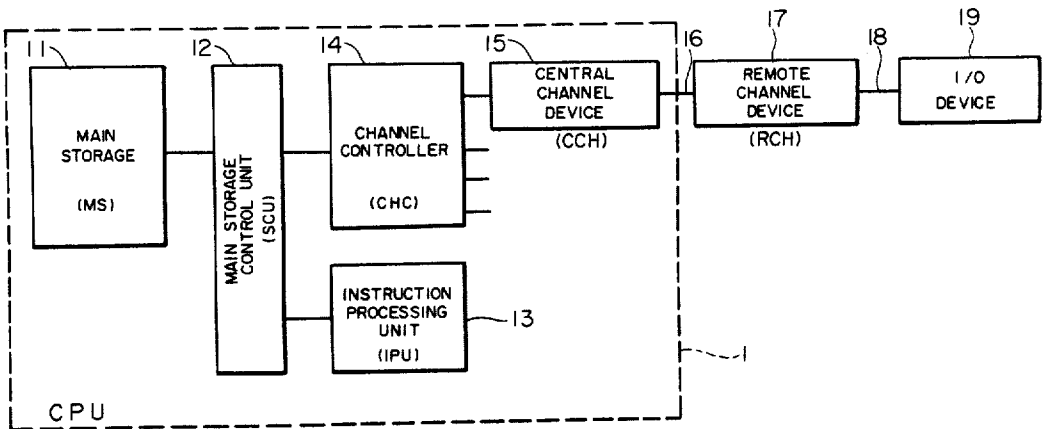 11
MAIN
STORAGE
(MS)
12
MAIN STORAGE
CONTROL UNIT
(SCU)
14
CHANNEL
CONTROLLER
(CHC)
INSTRUCTION
PROCESSING
UNIT
(IPU)
13
15
CENTRAL
CHANNEL
DEVICE
(CCH)
16
17
REMOTE
CHANNEL
DEVICE
(RCH)
18
19
I/O
DEVICE
1
CPU